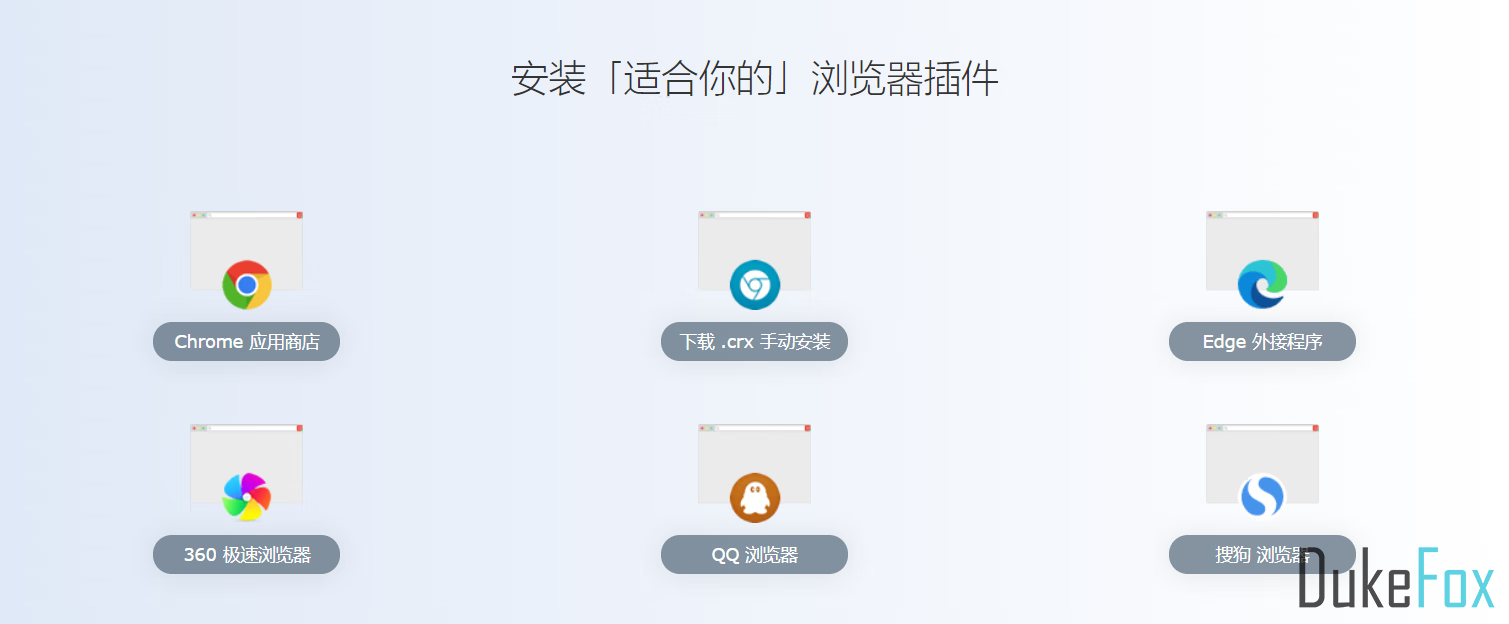 安装「适合你的」浏览器插件
Chrome 应用商店
下载 .crx 手动安装
Edge 外接程序
360 极速浏览器
QQ 浏览器
搜狗 浏览器
DukeFox